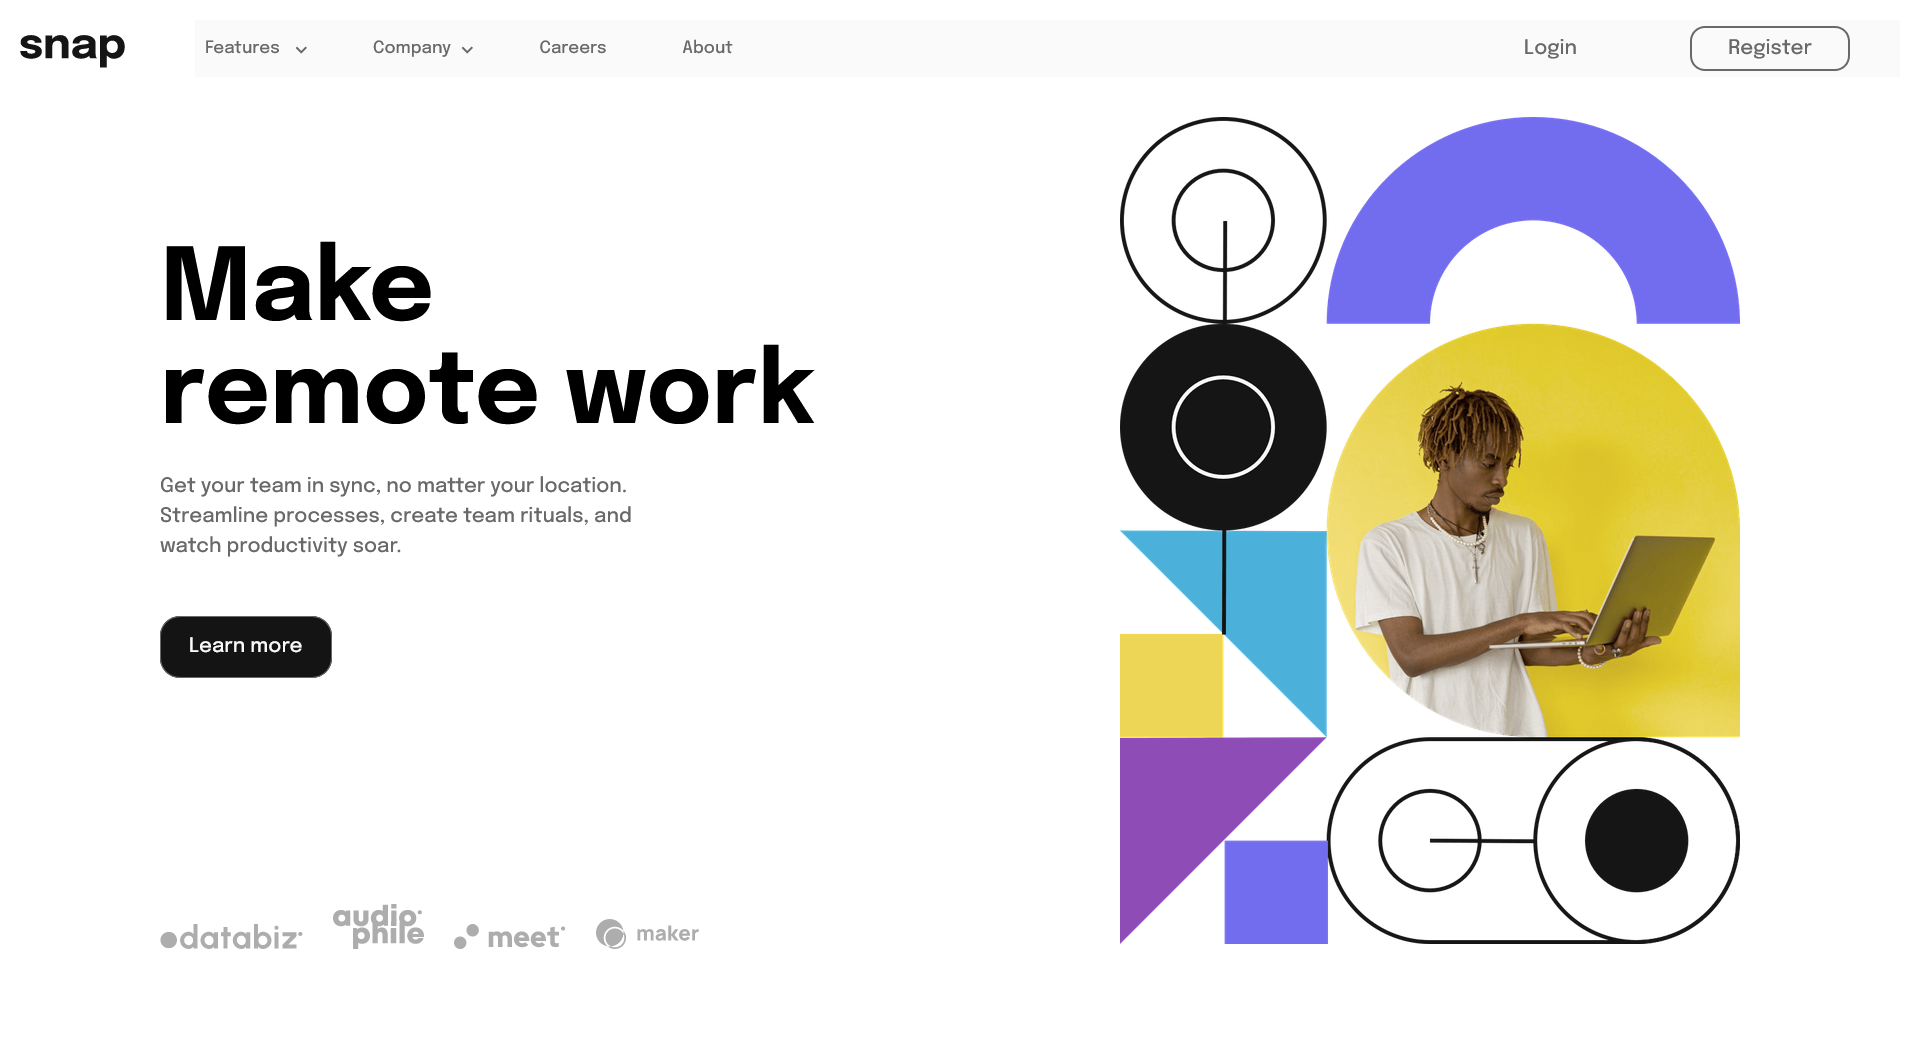 snap
Features
Company
Careers
About
Login
Register
Make
remote work
Get your team in sync, no matter your location.
Streamline processes, create team rituals, and
watch productivity soar.
Learn more
databiz
audio
phile
meet
maker